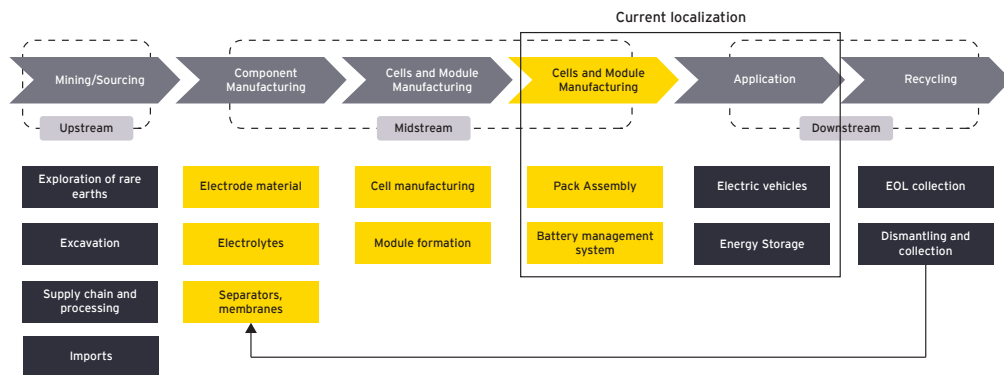 Current localization
Mining/Sourcing
Component
Manufacturing
Cells and Module
Manufacturing
Cells and Module
Manufacturing
Application
Recycling
Upstream
Midstream
Downstream
Exploration of rare
earths
Electrode material
Cell manufacturing
Pack Assembly
Electric vehicles
EOL collection
Excavation
Electrolytes
Module formation
Battery management
system
Energy Storage
Dismantling and
collection
Supply chain and
processing
Separators,
membranes
Imports